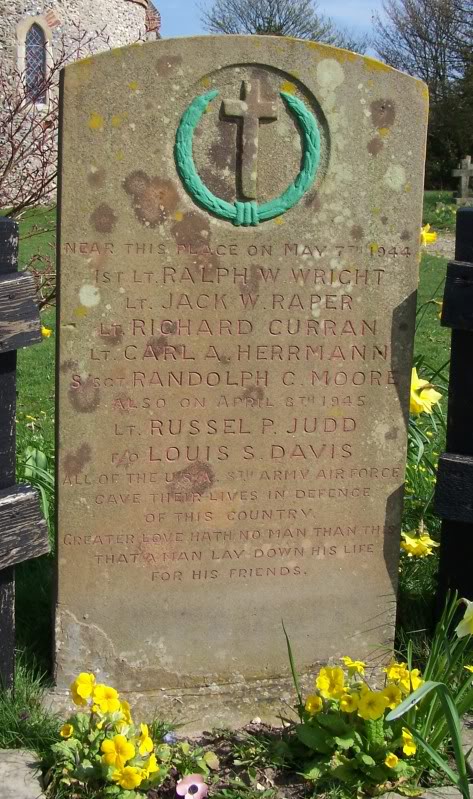 NEAR THIS PLACE ON MAY 7TH 1944
1ST LT. RALPH W WRIGHT
LT. JACK W. RAPER
LT. RICHARD CURRAN
LT. CARL A. HERRMANN
S/SGT. RANDOLPH C. MOORE
ALSO ON APRIL 8TH 1945
LT. RUSSEL P. JUDD
F/O LOUIS S. DAVIS
ALL OF THE U.S.A. 8TH ARMY AIR FORCE
GAVE THEIR LIVES IN DEFENCE
OF THIS COUNTRY.
GREATER LOVE HATH NO MAN THAN THIS
THAT A MAN LAY DOWN HIS LIFE
FOR HIS FRIENDS.